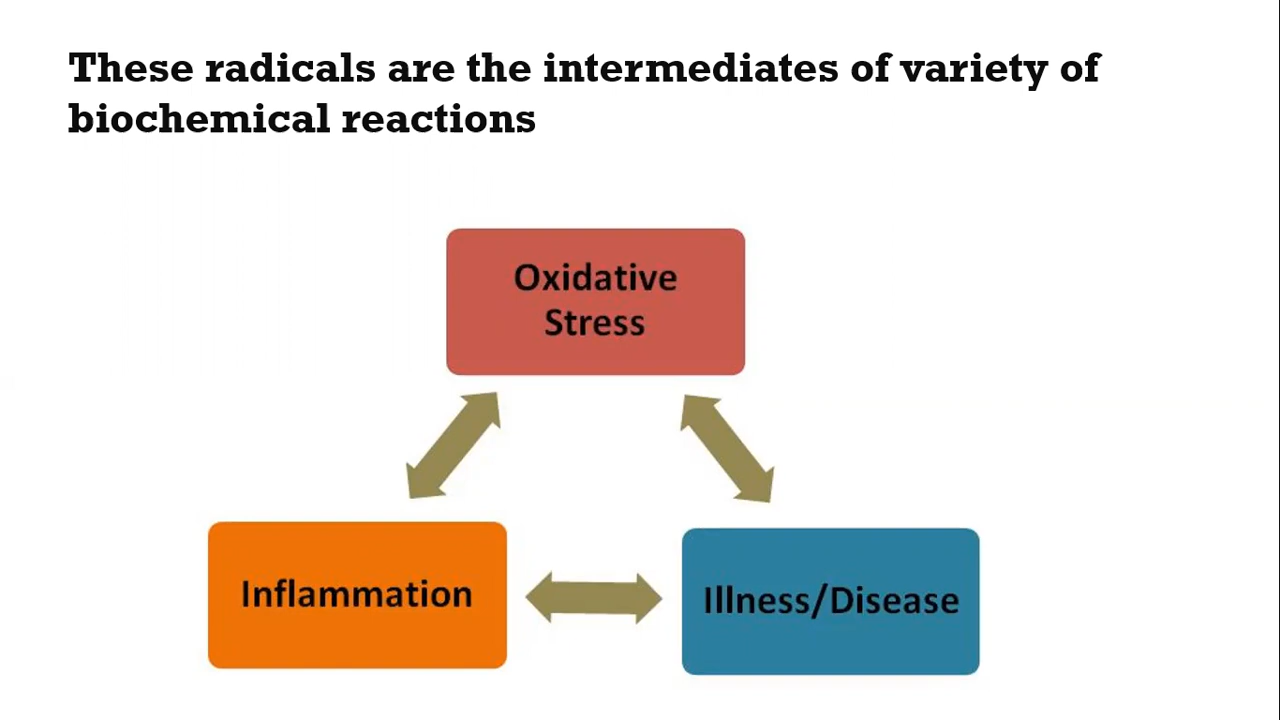 These radicals are the intermediates of variety of
biochemical reactions
Oxidative
Stress
Inflammation
Illness/Disease